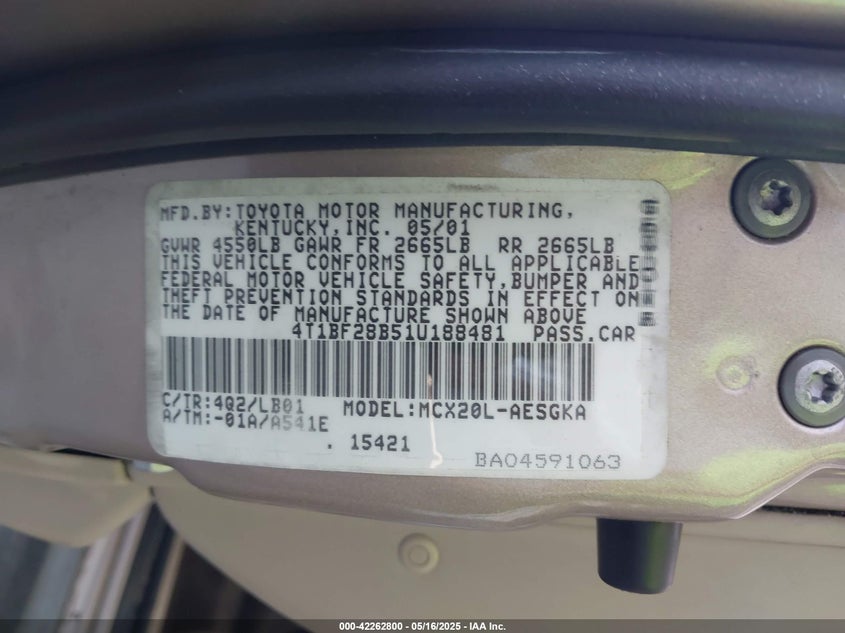 MFD.BY:TOYOTA MOTOR MANUFACTURING,
KENTUCKY,INC. 05/01
GVWR 4550LB GAWR FR 2665LB RR 2665LB
THIS VEHICLE CONFORMS TO ALL APPLICABLE
FEDERAL MOTOR VEHICLE SAFETY,BUMPER AND
THEFT PREVENTION STANDARDS IN EFFECT ON
THE DATE OF MANUFACTURE SHOWN ABOVE
4T1BF28B51U188481 PASS.CAR
C/TR:4Q2/LB01 MODEL:MCX20L-AESGKA
A/TM:-01A/A541E
. 15421
BA04591063
000-42262800 - 05/16/2025 - IAA Inc.